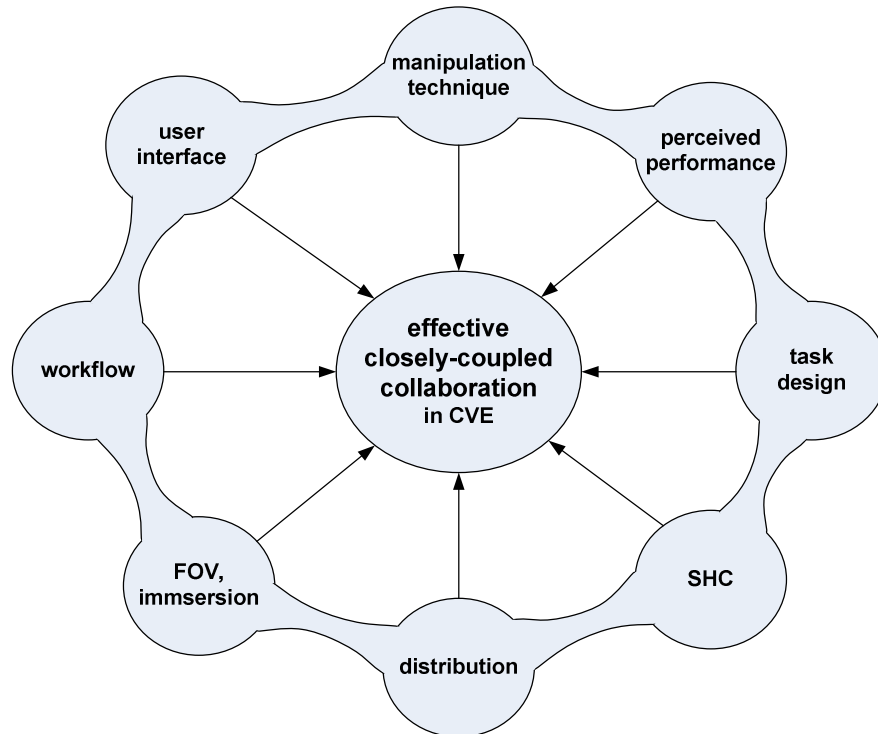 manipulation
technique
user
interface
perceived
performance
effective
closely-coupled
collaboration
in CVE
workflow
task
design
FOV,
immsersion
SHC
distribution